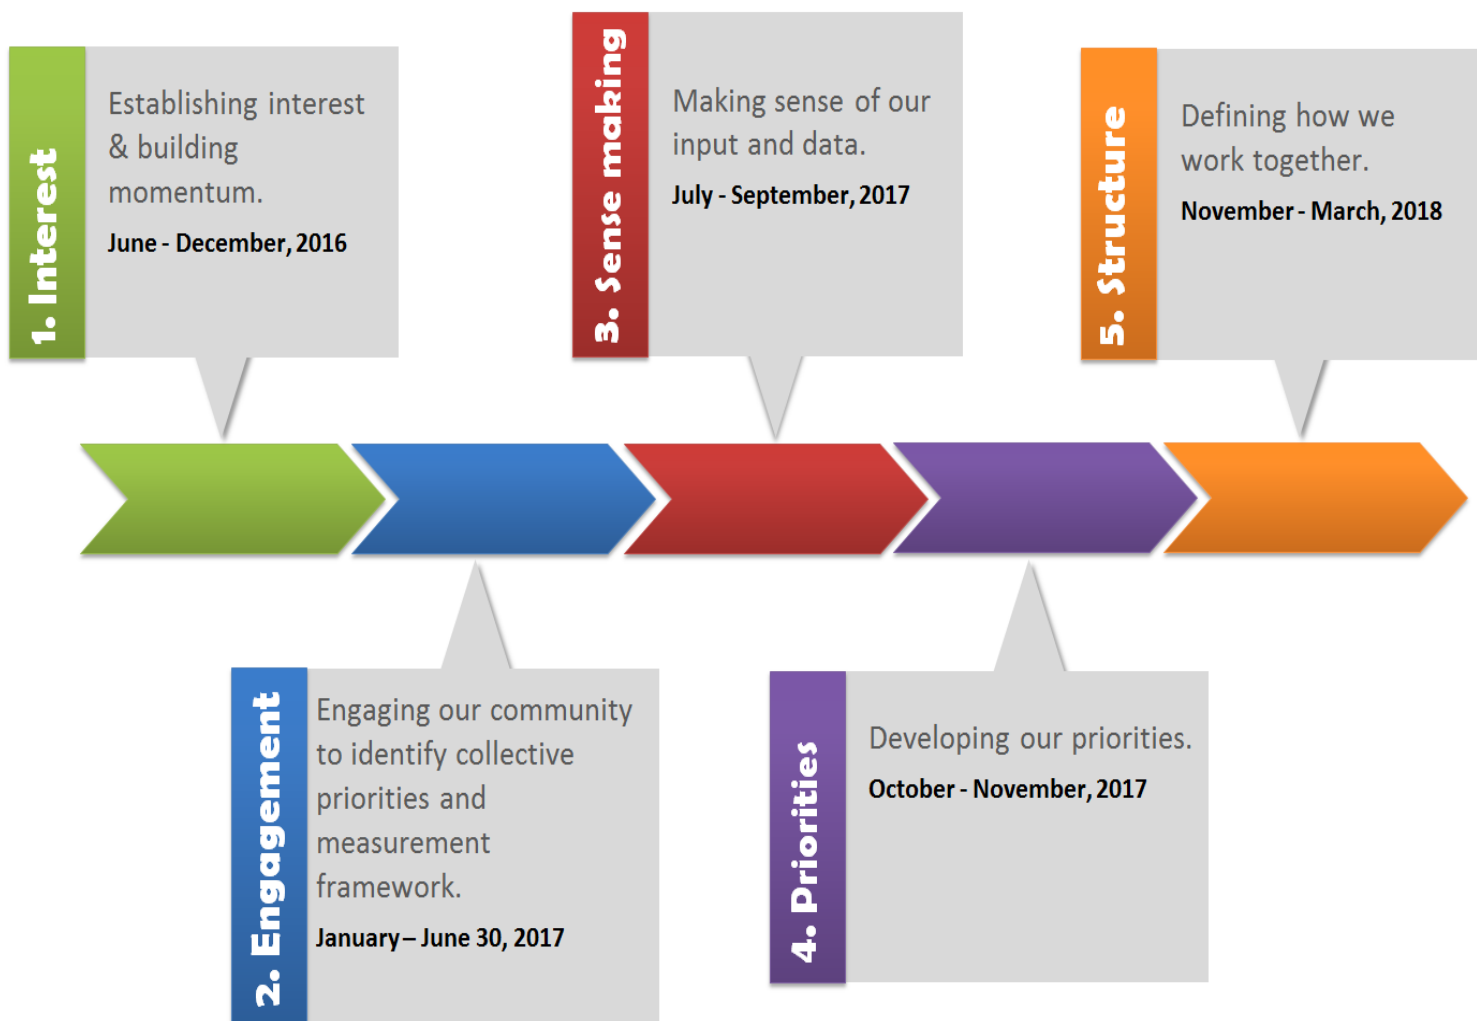 1. Interest
Establishing interest
& building
momentum.
June - December, 2016
2. Engagement
Engaging our community
to identify collective
priorities and
measurement
framework.
January – June 30, 2017
3. Sense making
Making sense of our
input and data.
July - September, 2017
4. Priorities
Developing our priorities.
October - November, 2017
5. Structure
Defining how we
work together.
November - March, 2018